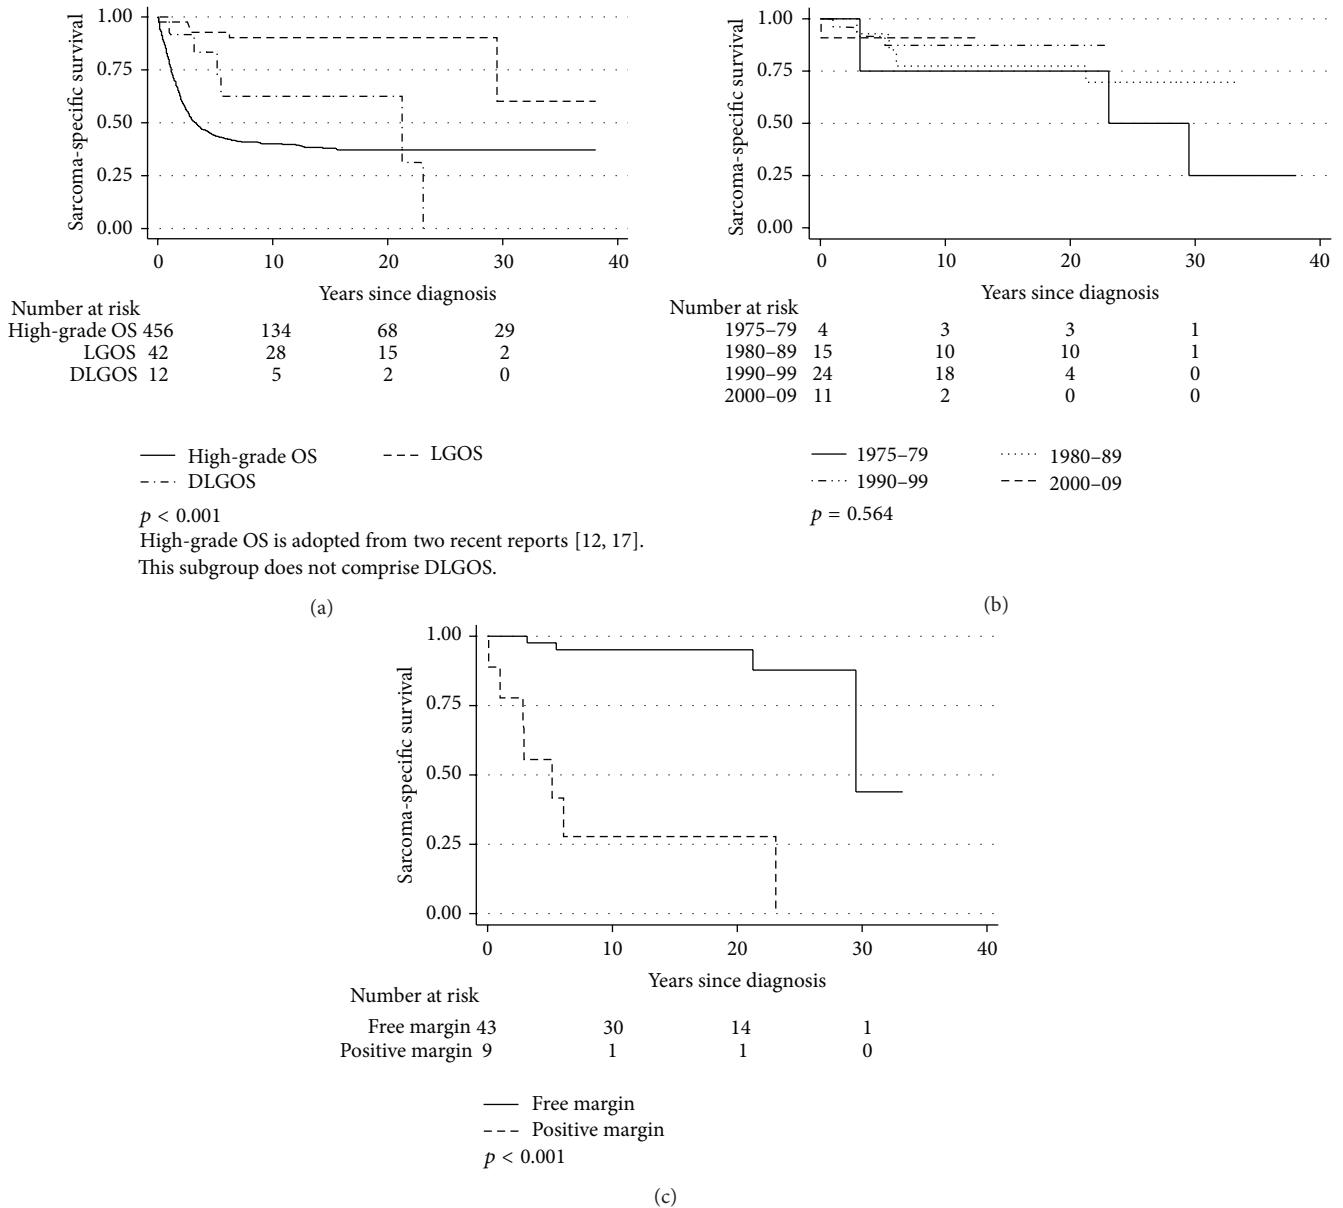 1.00
0.75
0.50
0.25
0.00
Sarcoma-specific survival
0 10 20 30 40
Years since diagnosis
Number at risk
High-grade OS 456 134 68 29
LGOS 42 28 15 2
DLGOS 12 5 2 0
High-grade OS LGOS
DLGOS
p < 0.001
High-grade OS is adopted from two recent reports [12, 17].
This subgroup does not comprise DLGOS.
(a)
1.00
0.75
0.50
0.25
0.00
Sarcoma-specific survival
0 10 20 30 40
Years since diagnosis
Number at risk
1975–79 4 3 3 1
1980–89 15 10 10 1
1990–99 24 18 4 0
2000–09 11 2 0 0
1975–79 1980–89
1990–99 2000–09
p = 0.564
(b)
1.00
0.75
0.50
0.25
0.00
Sarcoma-specific survival
0 10 20 30 40
Years since diagnosis
Number at risk
Free margin 43 30 14 1
Positive margin 9 1 1 0
Free margin
Positive margin
p < 0.001
(c)